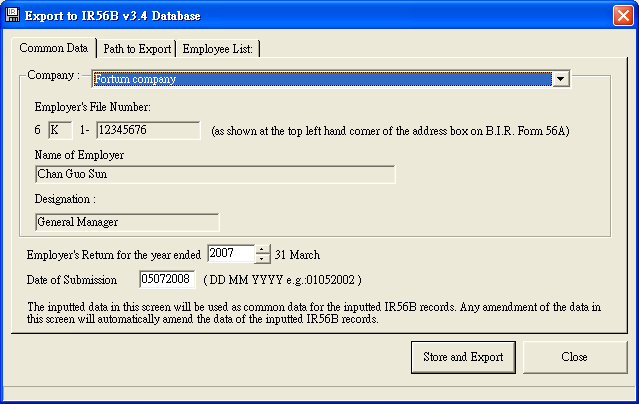 Export to IR56B v3.4 Database
Common Data Path to Export Employee List:
Company : Fortum company
Employer's File Number:
6 K 1- 12345676 (as shown at the top left hand corner of the address box on B.I.R. Form 56A)
Name of Employer
Chan Guo Sun
Designation :
General Manager
Employer's Return for the year ended 2007 31 March
Date of Submission 05072008 ( DD MM YYYY e.g.:01052002 )
The inputted data in this screen will be used as common data for the inputted IR56B records. Any amendment of the data in
this screen will automatically amend the data of the inputted IR56B records.
Store and Export Close